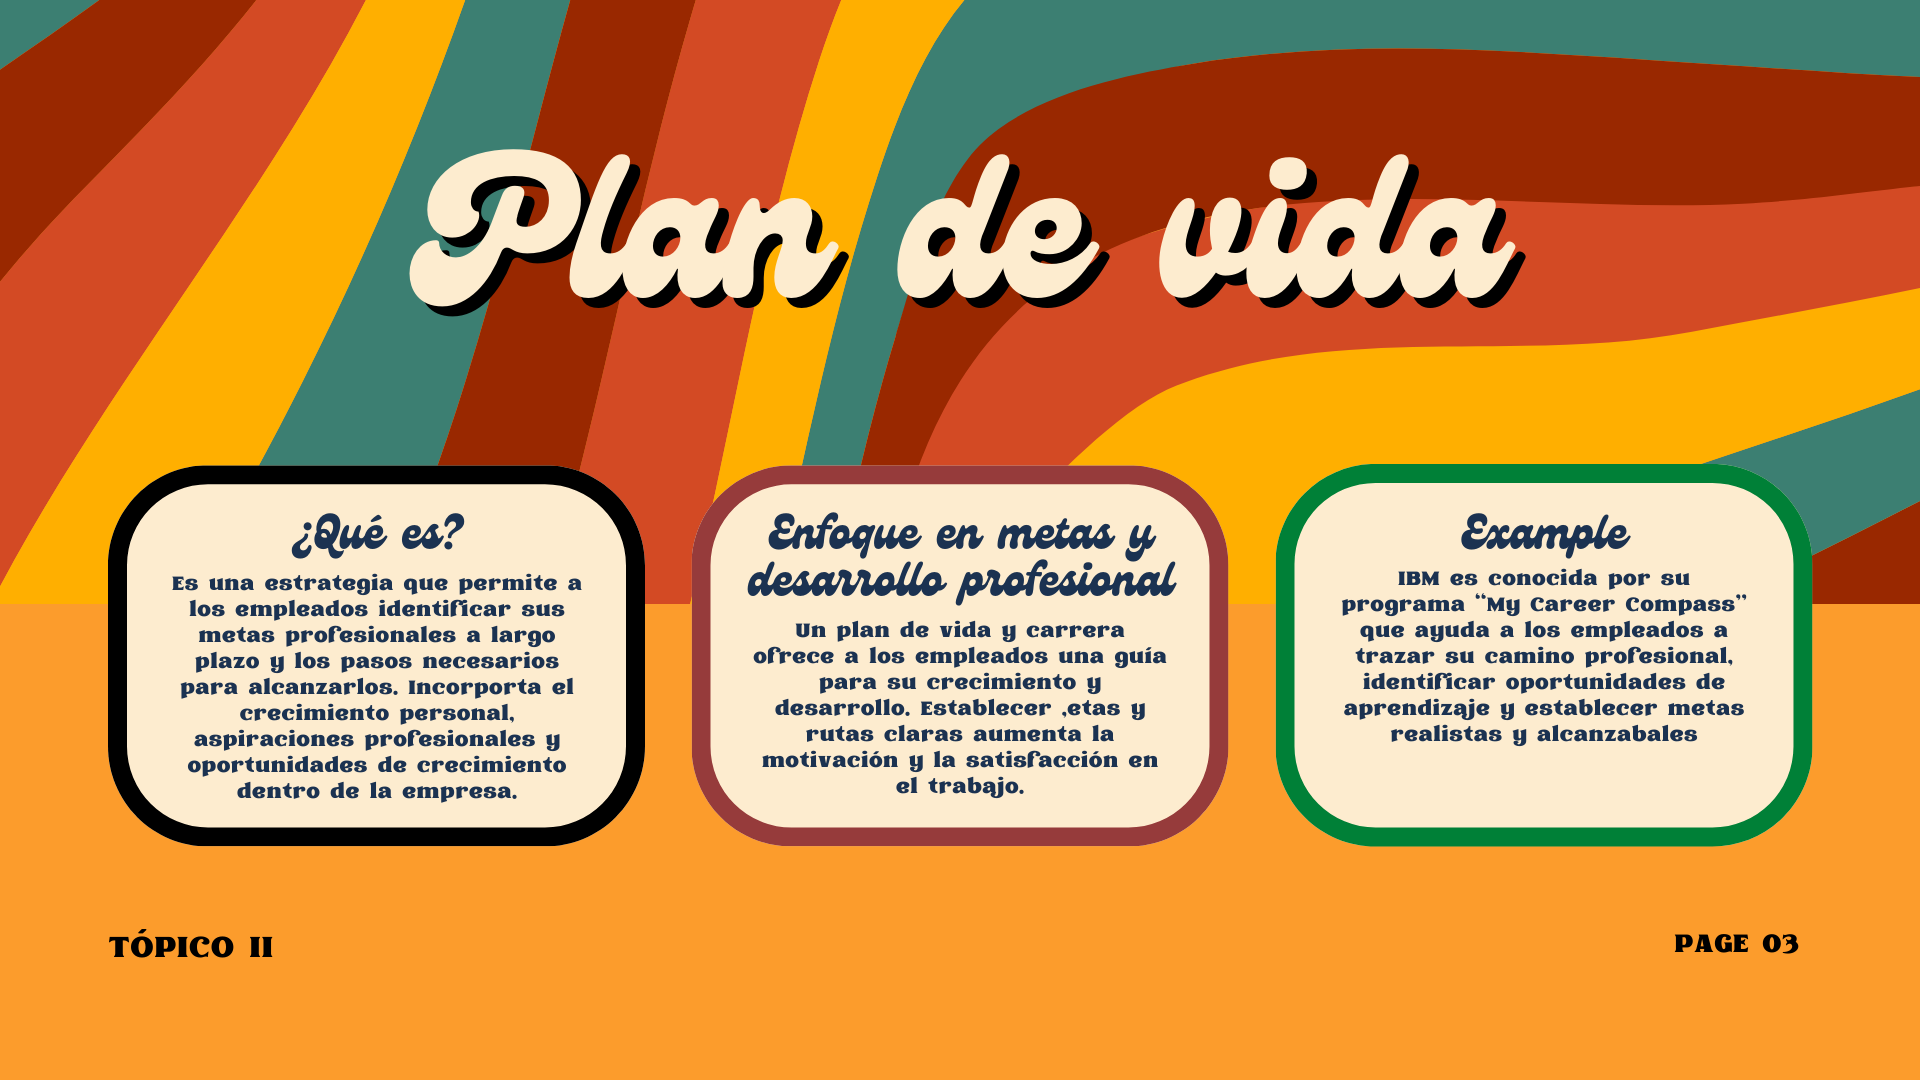 Plan de vida
¿Qué es?
Es una estrategia que permite a
los empleados identificar sus
metas profesionales a largo
plazo y los pasos necesarios
para alcanzarlos. Incorporta el
crecimiento personal,
aspiraciones profesionales y
oportunidades de crecimiento
dentro de la empresa.
Enfoque en metas y
desarrollo profesional
Un plan de vida y carrera
ofrece a los empleados una guía
para su crecimiento y
desarrollo. Establecer ,etas y
rutas claras aumenta la
motivación y la satisfacción en
el trabajo.
Example
IBM es conocida por su
programa “My Career Compass”
que ayuda a los empleados a
trazar su camino profesional,
identificar oportunidades de
aprendizaje y establecer metas
realistas y alcanzabales
TÓPICO II
PAGE 03